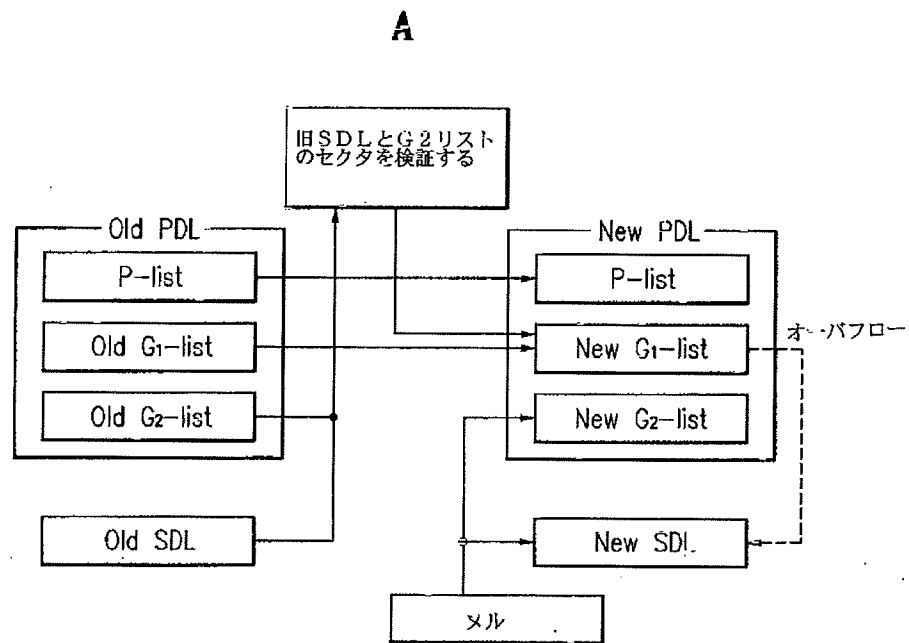 A
旧SDLとG2リスト
のセクタを検証する
Old PDL
P-list
Old G1-list
Old G2-list
Old SDL
New PDL
P-list
New G1-list
New G2-list
New SDL
オーバフロー
メル